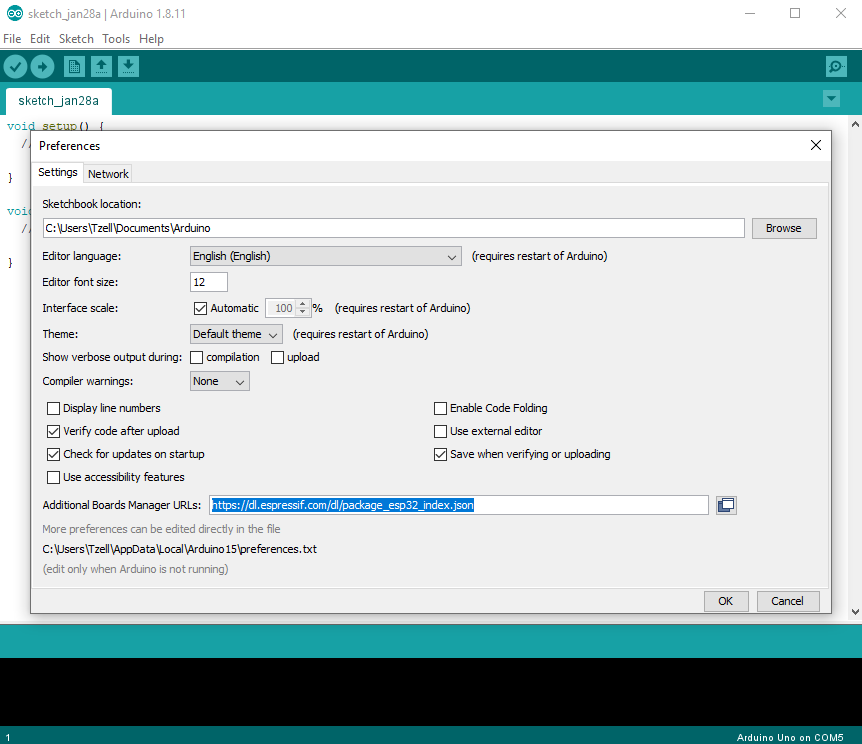 sketch_jan28a | Arduino 1.8.11
File Edit Sketch Tools Help
sketch_jan28a
void setup() {
//
}
void
//
}
Preferences
Settings Network
Sketchbook location:
C:\Users\Tzell\Documents\Arduino Browse
Editor language: English (English) (requires restart of Arduino)
Editor font size: 12
Interface scale: Automatic 100 % (requires restart of Arduino)
Theme: Default theme (requires restart of Arduino)
Show verbose output during: compilation upload
Compiler warnings: None
Display line numbers Enable Code Folding
Verify code after upload Use external editor
Check for updates on startup Save when verifying or uploading
Use accessibility features
Additional Boards Manager URLs: https://dl.espressif.com/dl/package_esp32_index.json
More preferences can be edited directly in the file
C:\Users\Tzell\AppData\Local\Arduino15\preferences.txt
(edit only when Arduino is not running)
OK Cancel
1 Arduino Uno on COM5